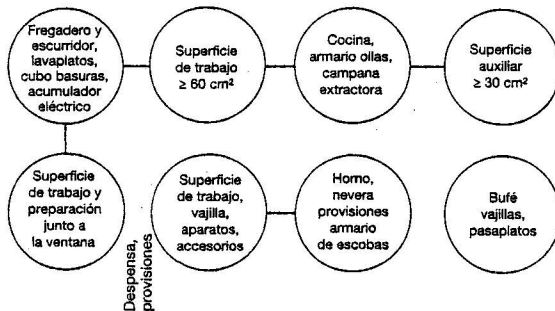 Fregadero y
escurridor,
lavaplatos,
cubo basuras,
acumulador
eléctrico
Superficie
de trabajo
≥ 60 cm²
Cocina,
armario ollas,
campana
extractora
Superficie
auxiliar
≥ 30 cm²
Superficie
de trabajo y
preparación
junto a
la ventana
Despensa,
provisiones
Superficie
de trabajo,
vajilla,
aparatos,
accesorios
Horno,
nevera
provisiones
armario
de escobas
Bufé
vajillas,
pasaplatos